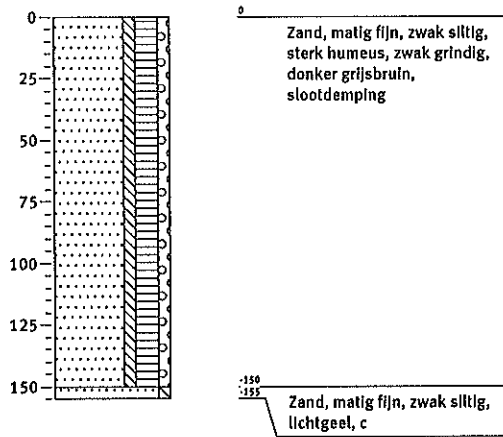 0
25
50
75
100
125
150
0
Zand, matig fijn, zwak siltig,
sterk humeus, zwak grindig,
donker grijsbruin,
slootdemping
-150
-155
Zand, matig fijn, zwak siltig,
lichtgeel, c